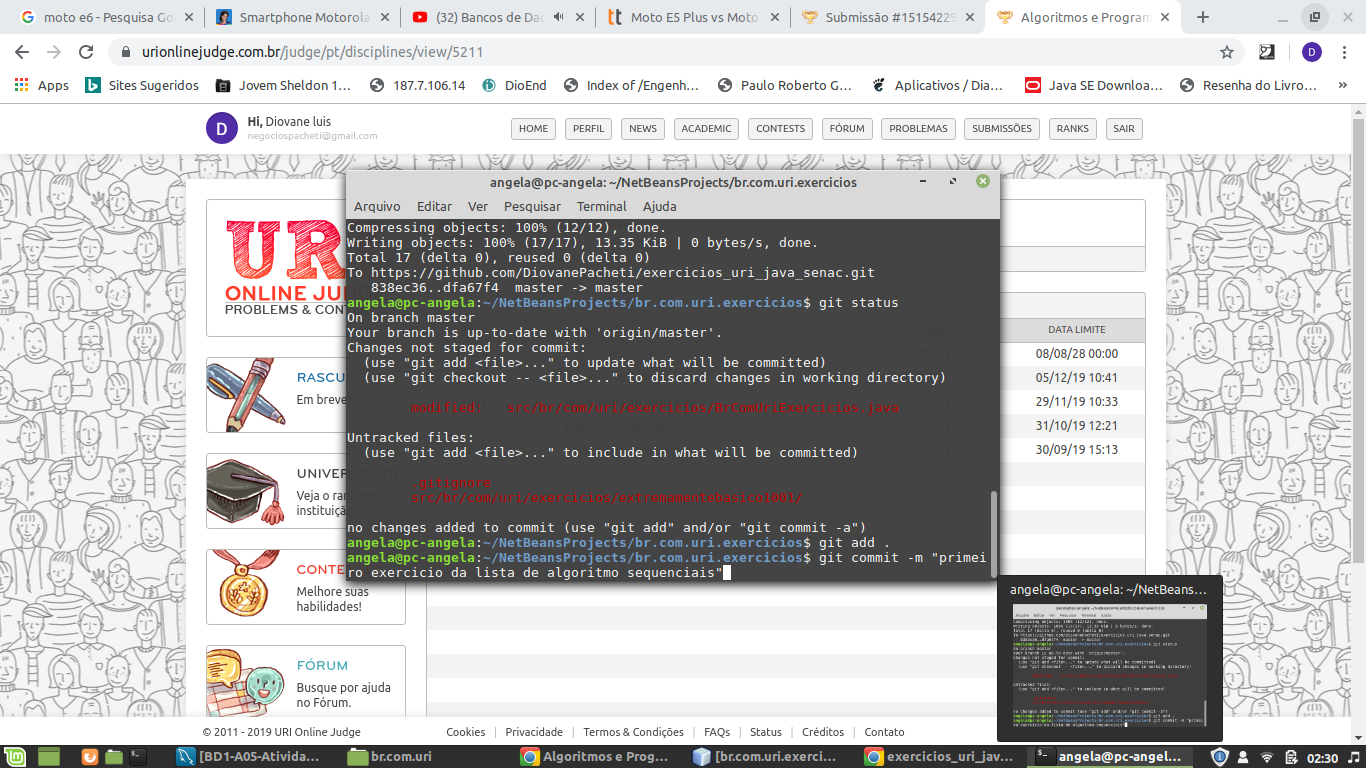 moto e6 - Pesquisa Go
Smartphone Motorola
(32) Bancos de Dad
Moto E5 Plus vs Moto
Submissão #15154229
Algoritmos e Program
urionlinejudge.com.br/judge/pt/disciplines/view/5211
Apps
Sites Sugeridos
Jovem Sheldon 1...
187.7.106.14
DioEnd
Index of /Engenh...
Paulo Roberto G...
Aplicativos / Dia...
Java SE Downloa...
Resenha do Livro...
»
D
Hi, Diovane luis
negociospacheti@gmail.com
HOME
PERFIL
NEWS
ACADEMIC
CONTESTS
FÓRUM
PROBLEMAS
SUBMISSÕES
RANKS
SAIR
angela@pc-angela: ~/NetBeansProjects/br.com.uri.exercicios
Arquivo Editar Ver Pesquisar Terminal Ajuda
Compressing objects: 100% (12/12), done.
Writing objects: 100% (17/17), 13.35 KiB | 0 bytes/s, done.
Total 17 (delta 0), reused 0 (delta 0)
To https://github.com/DiovanePacheti/exercicios_uri_java_senac.git
838ec36..dfa67f4 master -> master
angela@pc-angela:~/NetBeansProjects/br.com.uri.exercicios$ git status
On branch master
Your branch is up-to-date with 'origin/master'.
Changes not staged for commit:
(use "git add <file>..." to update what will be committed)
(use "git checkout -- <file>..." to discard changes in working directory)
modified: src/br/com/uri/exercicios/BrComUriExercicios.java
Untracked files:
(use "git add <file>..." to include in what will be committed)
.gitignore
src/br/com/uri/exercicios/extremamentebasico1001/
no changes added to commit (use "git add" and/or "git commit -a")
angela@pc-angela:~/NetBeansProjects/br.com.uri.exercicios$ git add .
angela@pc-angela:~/NetBeansProjects/br.com.uri.exercicios$ git commit -m "primei
ro exercicio da lista de algoritmo sequenciais"
URI
ONLINE JU
PROBLEMS & CON
RASCU
Em breve
UNIVERSIDADE
Veja o rank
instituiçã
CONTE
Melhore suas
habilidades!
FÓRUM
Busque por ajuda
no Fórum.
DATA LIMITE
08/08/28 00:00
05/12/19 10:41
29/11/19 10:33
31/10/19 12:21
30/09/19 15:13
angela@pc-angela: ~/NetBeans...
© 2011 - 2019 URI Online Judge
Privacidade
Termos & Condições
FAQs
Status
Créditos
Contato
[BD1-A05-Ativida...
br.com.uri
Algoritmos e Prog...
[br.com.uri.exerci...
exercicios_uri_jav...
angela@pc-angel...
02:30